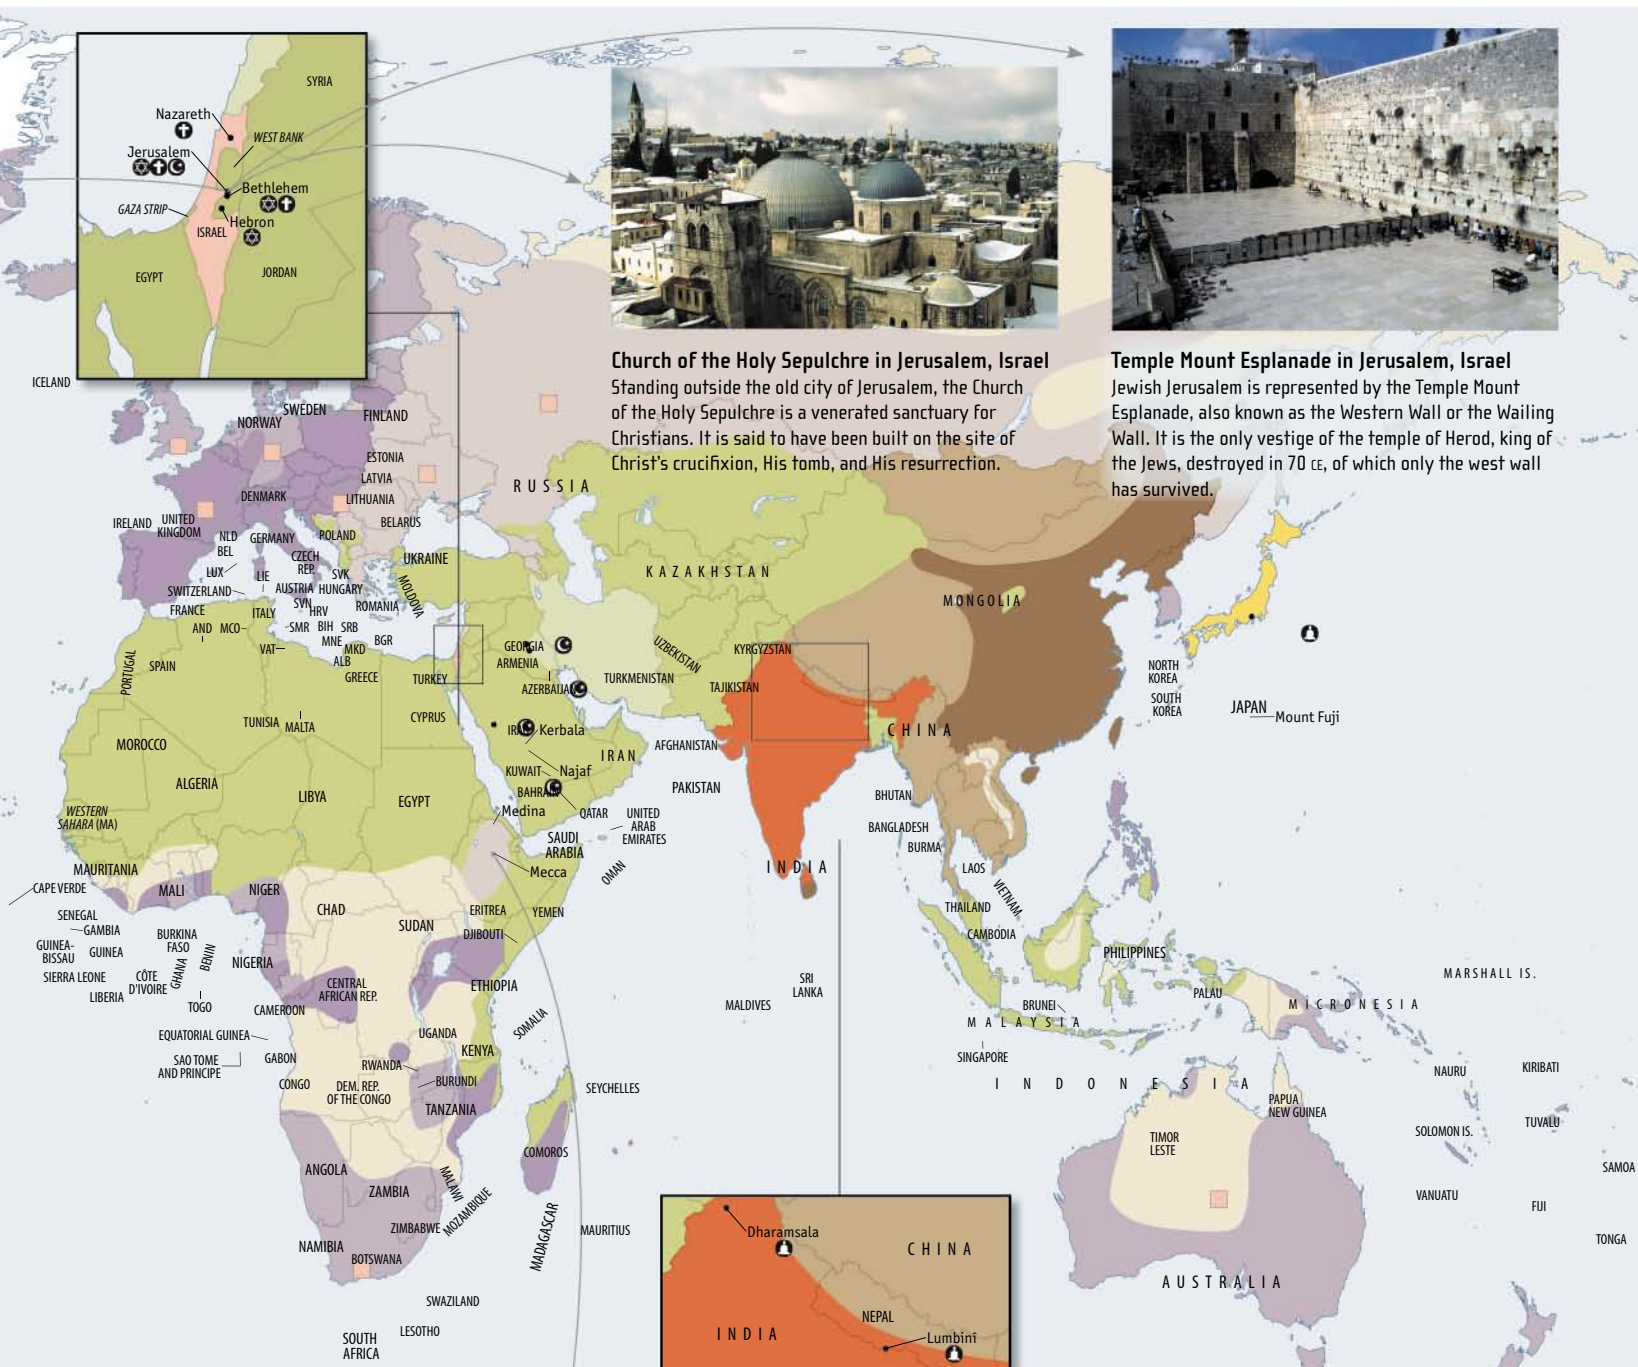 SYRIA
Nazareth
WEST BANK
Jerusalem
Bethlehem
GAZA STRIP
Hebron
ISRAEL
EGYPT
JORDAN
Church of the Holy Sepulchre in Jerusalem, Israel
Standing outside the old city of Jerusalem, the Church
of the Holy Sepulchre is a venerated sanctuary for
Christians. It is said to have been built on the site of
Christ's crucifixion, His tomb, and His resurrection.
Temple Mount Esplanade in Jerusalem, Israel
Jewish Jerusalem is represented by the Temple Mount
Esplanade, also known as the Western Wall or the Wailing
Wall. It is the only vestige of the temple of Herod, king of
the Jews, destroyed in 70 CE, of which only the west wall
has survived.
ICELAND
SWEDEN
NORWAY
FINLAND
ESTONIA
LATVIA
RUSSIA
DENMARK
LITHUANIA
IRELAND
UNITED
KINGDOM
BELARUS
NLD
BEL
GERMANY
POLAND
LUX
CZECH
REP.
UKRAINE
LIE
SVK
SWITZERLAND
AUSTRIA
HUNGARY
MOLDOVA
KAZAKHSTAN
FRANCE
ITALY
SVN
HRV
ROMANIA
MONGOLIA
AND
MCO
SMR
BIH
SRB
MNE
BGR
VAT
MKD
ALB
GEORGIA
UZBEKISTAN
KYRGYZSTAN
PORTUGAL
SPAIN
GREECE
TURKEY
ARMENIA
AZERBAIJAN
TURKMENISTAN
TAJIKISTAN
NORTH
KOREA
SOUTH
KOREA
JAPAN
Mount Fuji
TUNISIA
MALTA
CYPRUS
IRAQ
Kerbala
CHINA
MOROCCO
IRAN
AFGHANISTAN
ALGERIA
LIBYA
EGYPT
KUWAIT
Najaf
BAHRAIN
PAKISTAN
BHUTAN
WESTERN
SAHARA (MA)
Medina
QATAR
UNITED
ARAB
EMIRATES
BANGLADESH
SAUDI
ARABIA
BURMA
MAURITANIA
Mecca
OMAN
INDIA
LAOS
CAPE VERDE
MALI
NIGER
CHAD
SUDAN
ERITREA
YEMEN
VIETNAM
THAILAND
SENEGAL
GAMBIA
DJIBOUTI
CAMBODIA
GUINEA-
BISSAU
GUINEA
BURKINA
FASO
BENIN
NIGERIA
PHILIPPINES
SIERRA LEONE
CÔTE
D'IVOIRE
GHANA
CENTRAL
AFRICAN REP.
ETHIOPIA
SRI
LANKA
MARSHALL IS.
LIBERIA
TOGO
CAMEROON
MALDIVES
PALAU
BRUNEI
MICRONESIA
SOMALIA
MALAYSIA
EQUATORIAL GUINEA
UGANDA
KENYA
SINGAPORE
SAO TOME
AND PRINCIPE
GABON
RWANDA
NAURU
KIRIBATI
CONGO
DEM. REP.
OF THE CONGO
BURUNDI
SEYCHELLES
INDONESIA
TANZANIA
PAPUA
NEW GUINEA
SOLOMON IS.
TUVALU
TIMOR
LESTE
COMOROS
ANGOLA
SAMOA
ZAMBIA
MALAWI
MOZAMBIQUE
VANUATU
FIJI
ZIMBABWE
MADAGASCAR
MAURITIUS
TONGA
NAMIBIA
BOTSWANA
AUSTRALIA
SWAZILAND
LESOTHO
SOUTH
AFRICA
Dharamsala
CHINA
NEPAL
INDIA
Lumbinî